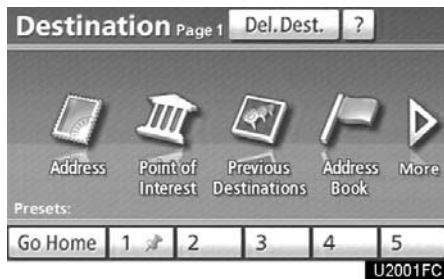 Destination Page 1 Del.Dest. ?
Address Point of Interest Previous Destinations Address Book More
Presets:
Go Home 1 2 3 4 5
U2001FC